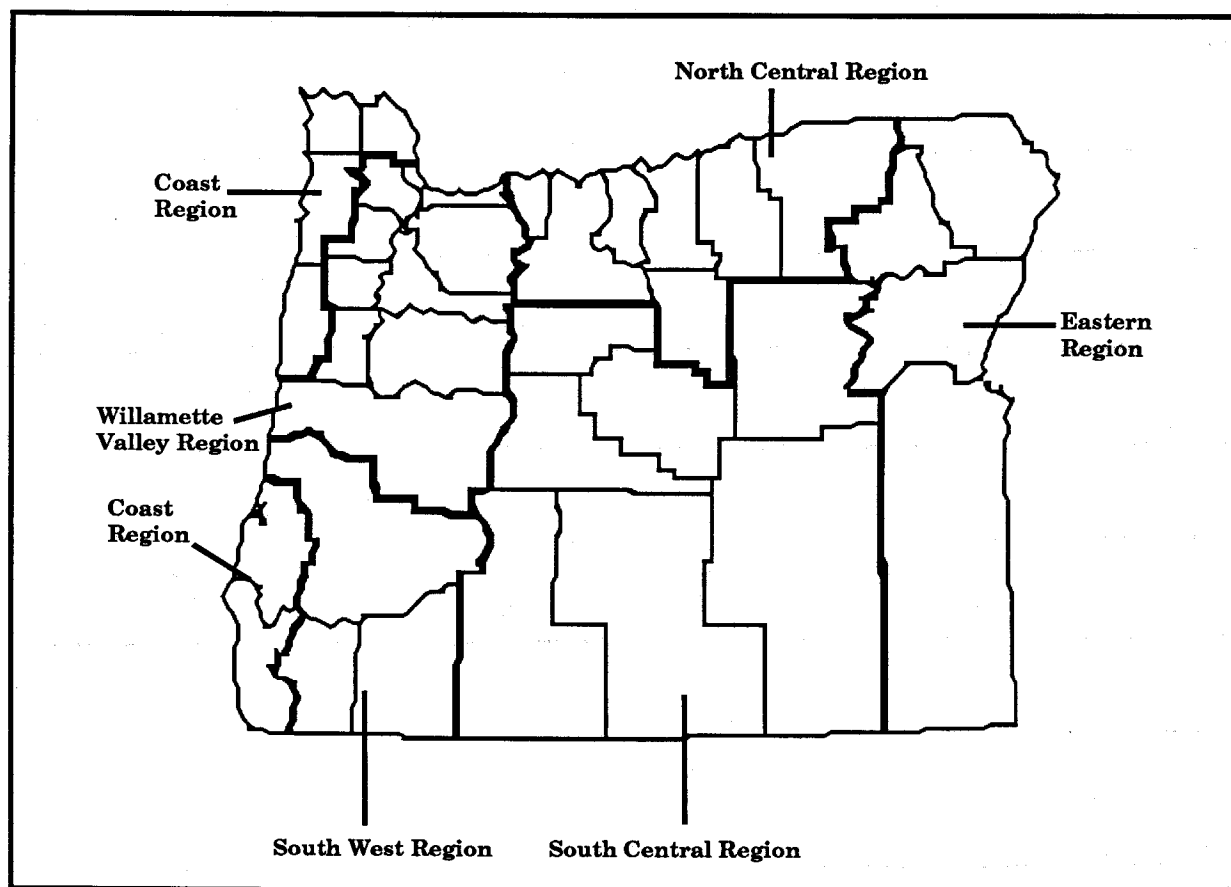 North Central Region
Coast
Region
Eastern
Region
Willamette
Valley Region
Coast
Region
South West Region
South Central Region